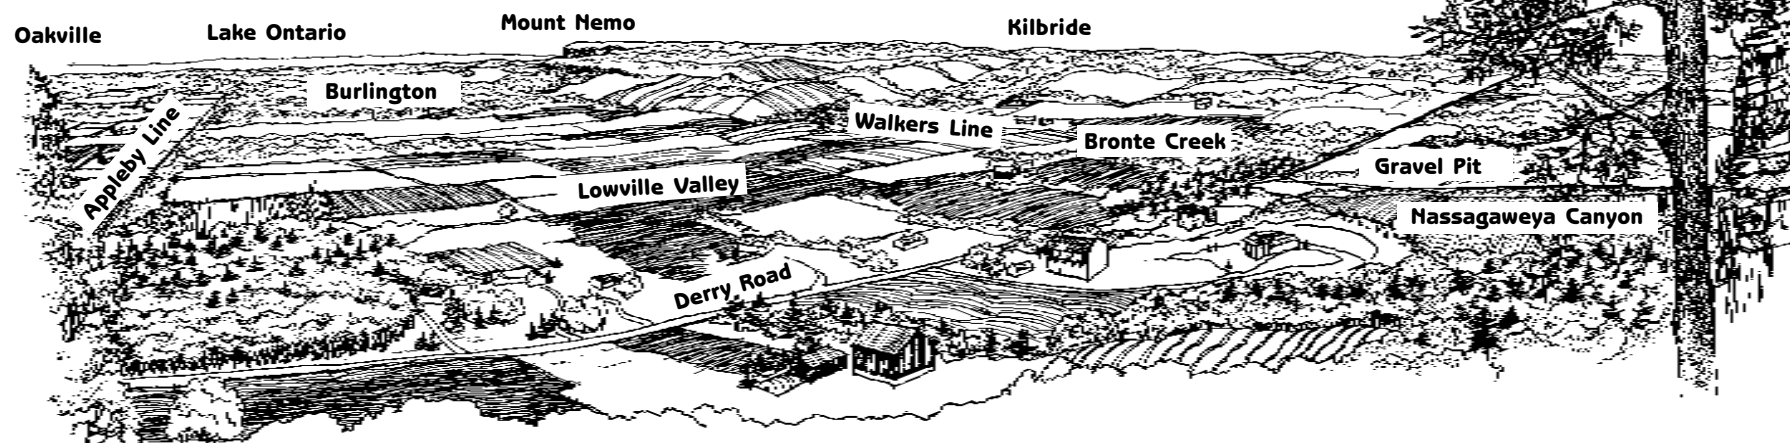 Oakville
Lake Ontario
Mount Nemo
Kilbride
Burlington
Appleby Line
Walkers Line
Bronte Creek
Gravel Pit
Lowville Valley
Nassagaweya Canyon
Derry Road